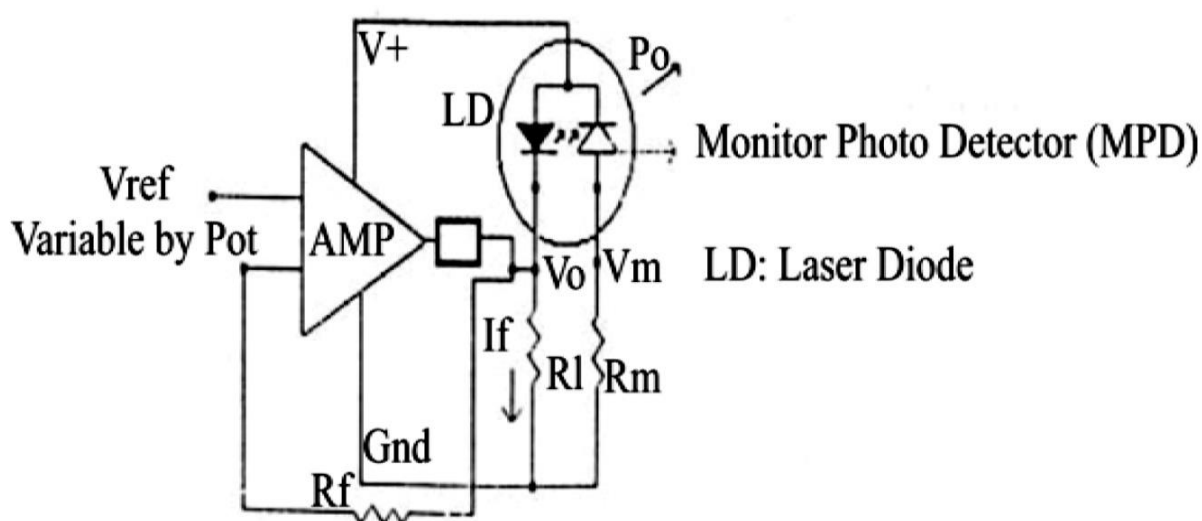 V+
Po
LD
Monitor Photo Detector (MPD)
Vref
Variable by Pot
AMP
Vo
Vm
LD: Laser Diode
If
Rl
Rm
Gnd
Rf